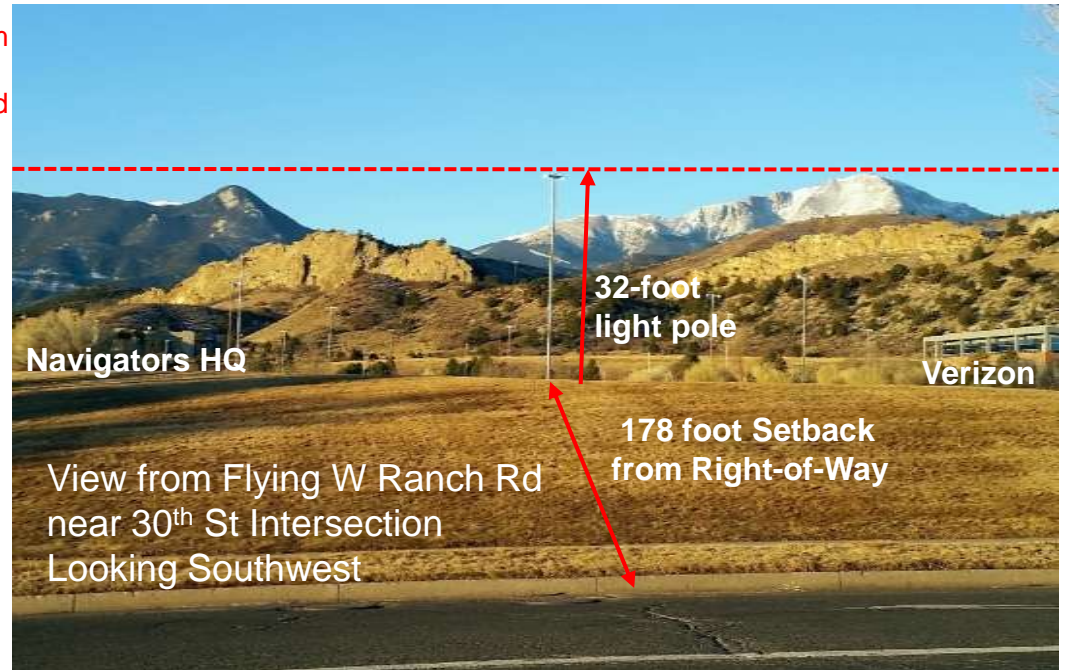 32-foot
light pole
Navigators HQ
Verizon
178 foot Setback
from Right-of-Way
View from Flying W Ranch Rd
near 30th St Intersection
Looking Southwest